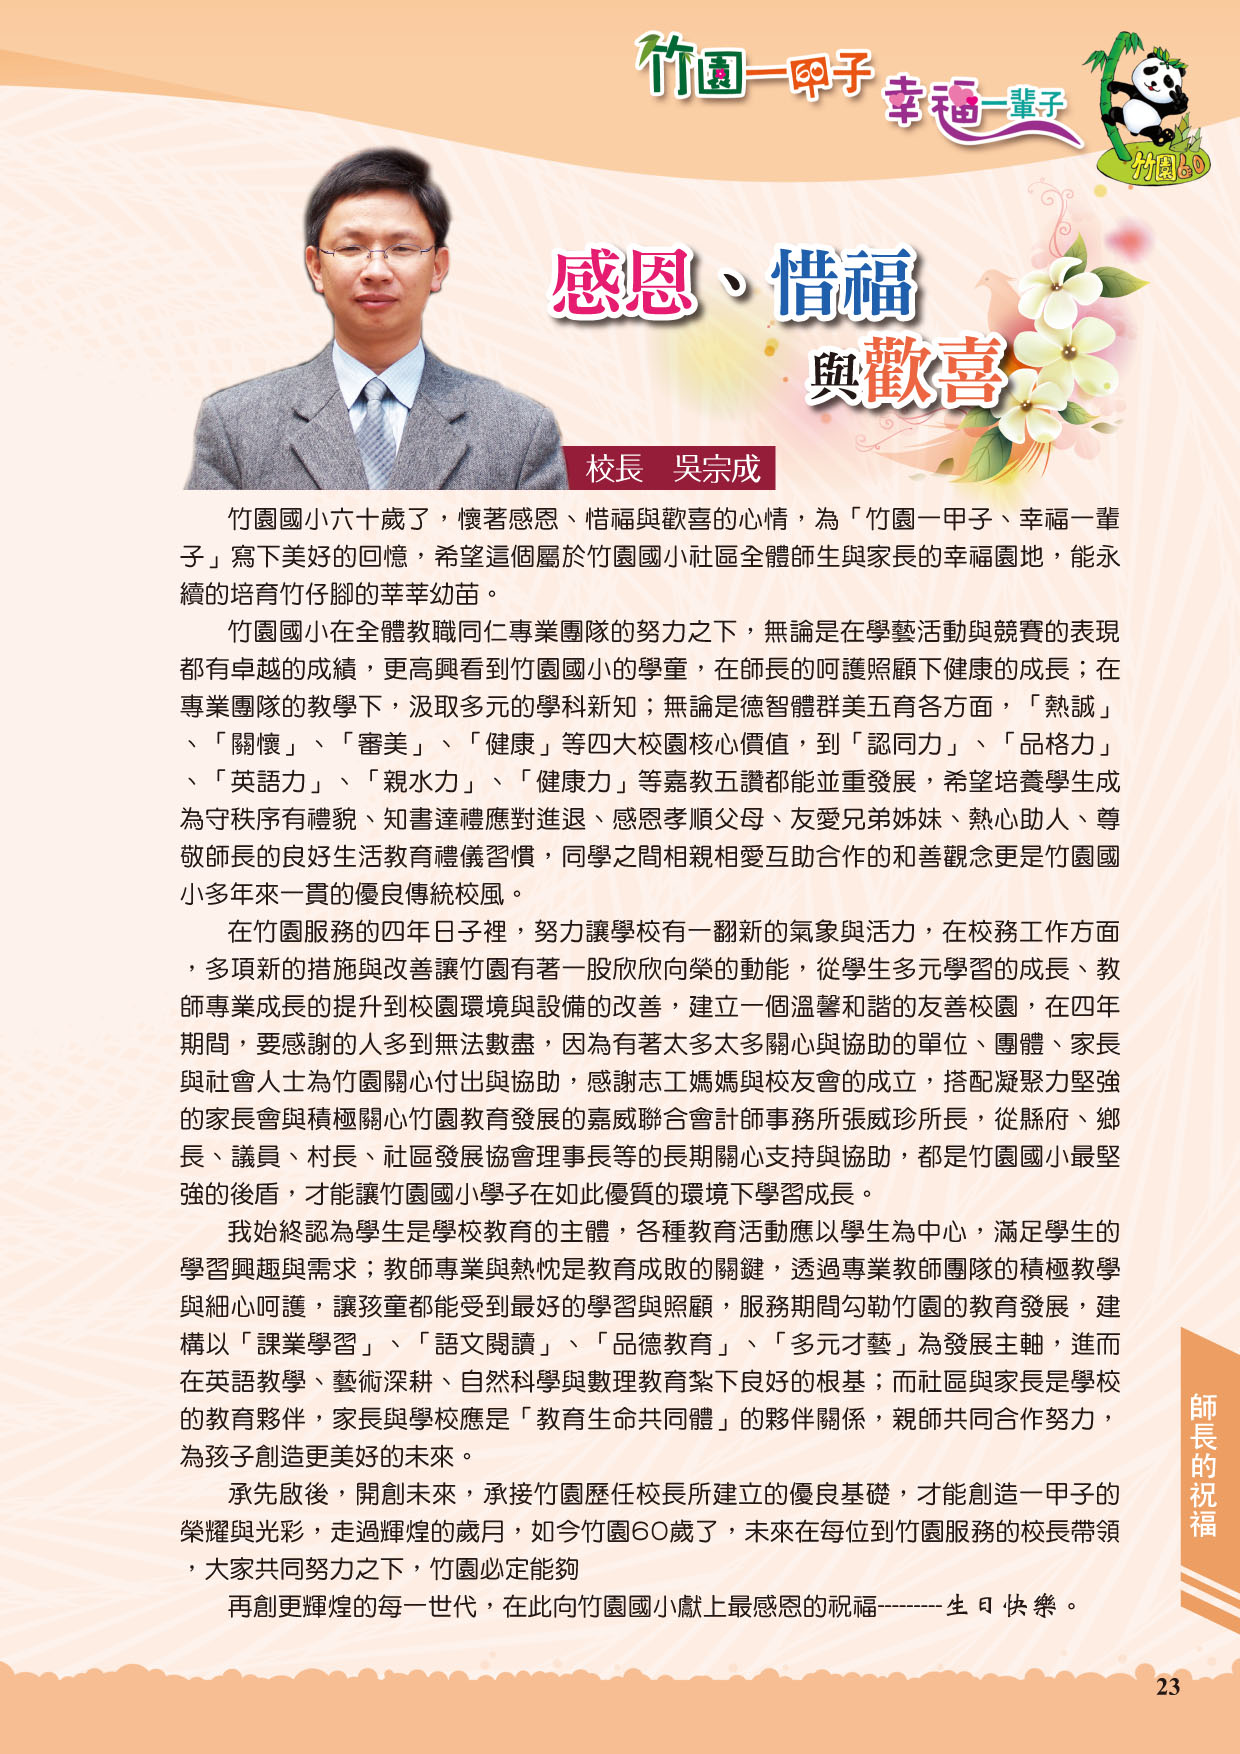 竹園一甲子
幸福一輩子
竹園60
感恩、惜福
與歡喜
校長　吳宗成
竹園國小六十歲了，懷著感恩、惜福與歡喜的心情，為「竹園一甲子、幸福一輩
子」寫下美好的回憶，希望這個屬於竹園國小社區全體師生與家長的幸福園地，能永
續的培育竹仔腳的莘莘幼苗。
竹園國小在全體教職同仁專業團隊的努力之下，無論是在學藝活動與競賽的表現
都有卓越的成績，更高興看到竹園國小的學童，在師長的呵護照顧下健康的成長；在
專業團隊的教學下，汲取多元的學科新知；無論是德智體群美五育各方面，「熱誠」
、「關懷」、「審美」、「健康」等四大校園核心價值，到「認同力」、「品格力」
、「英語力」、「親水力」、「健康力」等嘉教五讚都能並重發展，希望培養學生成
為守秩序有禮貌、知書達禮應對進退、感恩孝順父母、友愛兄弟姊妹、熱心助人、尊
敬師長的良好生活教育禮儀習慣，同學之間相親相愛互助合作的和善觀念更是竹園國
小多年來一貫的優良傳統校風。
在竹園服務的四年日子裡，努力讓學校有一翻新的氣象與活力，在校務工作方面
，多項新的措施與改善讓竹園有著一股欣欣向榮的動能，從學生多元學習的成長、教
師專業成長的提升到校園環境與設備的改善，建立一個溫馨和諧的友善校園，在四年
期間，要感謝的人多到無法數盡，因為有著太多太多關心與協助的單位、團體、家長
與社會人士為竹園關心付出與協助，感謝志工媽媽與校友會的成立，搭配凝聚力堅強
的家長會與積極關心竹園教育發展的嘉威聯合會計師事務所張威珍所長，從縣府、鄉
長、議員、村長、社區發展協會理事長等的長期關心支持與協助，都是竹園國小最堅
強的後盾，才能讓竹園國小學子在如此優質的環境下學習成長。
我始終認為學生是學校教育的主體，各種教育活動應以學生為中心，滿足學生的
學習興趣與需求；教師專業與熱忱是教育成敗的關鍵，透過專業教師團隊的積極教學
與細心呵護，讓孩童都能受到最好的學習與照顧，服務期間勾勒竹園的教育發展，建
構以「課業學習」、「語文閱讀」、「品德教育」、「多元才藝」為發展主軸，進而
在英語教學、藝術深耕、自然科學與數理教育紮下良好的根基；而社區與家長是學校
的教育夥伴，家長與學校應是「教育生命共同體」的夥伴關係，親師共同合作努力，
為孩子創造更美好的未來。
承先啟後，開創未來，承接竹園歷任校長所建立的優良基礎，才能創造一甲子的
榮耀與光彩，走過輝煌的歲月，如今竹園60歲了，未來在每位到竹園服務的校長帶領
，大家共同努力之下，竹園必定能夠
再創更輝煌的每一世代，在此向竹園國小獻上最感恩的祝福---------生日快樂。
師長的祝福
23